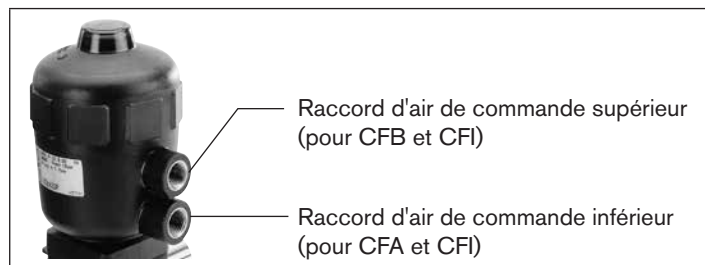 Raccord d'air de commande supérieur
(pour CFB et CFI)
Raccord d'air de commande inférieur
(pour CFA et CFI)